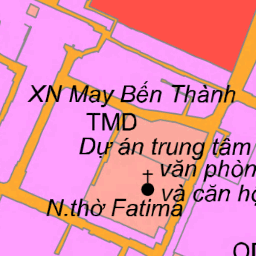 XN May Bến Thành
TMD
Dự án trung tâm
văn phòn
và căn hộ
N.thờ Fatima